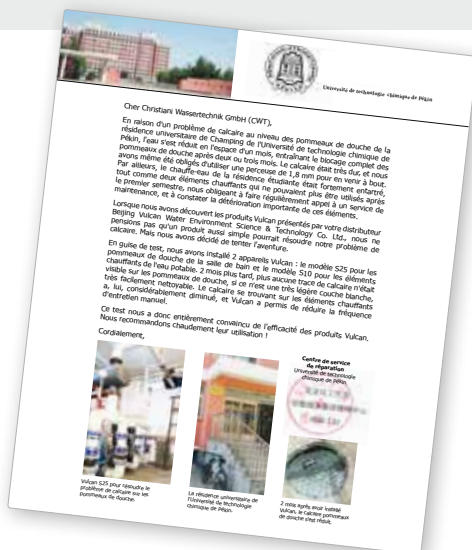 Université de technologie chimique de Pékin
Cher Christiani Wassertechnik GmbH (CWT),
En raison d'un problème de calcaire au niveau des pommeaux de douche de la
résidence universitaire de Champing de l'Université de technologie chimique de
Pékin, l'eau s'est réduit en l'espace d'un mois, entraînant le blocage complet des
pommeaux de douche après deux ou trois mois. Le calcaire était très dur, et nous
avons même été obligés d'utiliser une perceuse de 1,8 mm pour en venir à bout.
Par ailleurs, le chauffe-eau de la résidence étudiante était fortement entartré,
tout comme deux éléments chauffants qui ne pouvaient plus être utilisés après
le premier semestre, nous obligeant à faire régulièrement appel à un service de
maintenance, et à constater la détérioration importante de ces éléments.
Lorsque nous avons découvert les produits Vulcan présentés par votre distributeur
Beijing Vulcan Water Environment Science & Technology Co. Ltd., nous ne
pensions pas qu'un produit aussi simple pourrait résoudre notre problème de
calcaire. Mais nous avons décidé de tenter l'aventure.
En guise de test, nous avons installé 2 appareils Vulcan : le modèle S25 pour les
pommeaux de douche de la salle de bain et le modèle S10 pour les éléments
chauffants de l'eau potable. 2 mois plus tard, plus aucune trace de calcaire n'était
visible sur les pommeaux de douche, si ce n'est une très légère couche blanche,
très facilement nettoyable. Le calcaire se trouvant sur les éléments chauffants
a, lui, considérablement diminué, et Vulcan a permis de réduire la fréquence
d'entretien manuel.
Ce test nous a donc entièrement convaincu de l'efficacité des produits Vulcan.
Nous recommandons chaudement leur utilisation !
Cordialement,
Centre de service
de réparation
Université de technologie
chimique de Pékin
Vulcan S25 pour résoudre le
problème de calcaire sur les
pommeaux de douche.
La résidence universitaire de
l'Université de technologie
chimique de Pékin.
2 mois après avoir installé
Vulcan, le calcaire pommeaux
de douche s'est réduit.